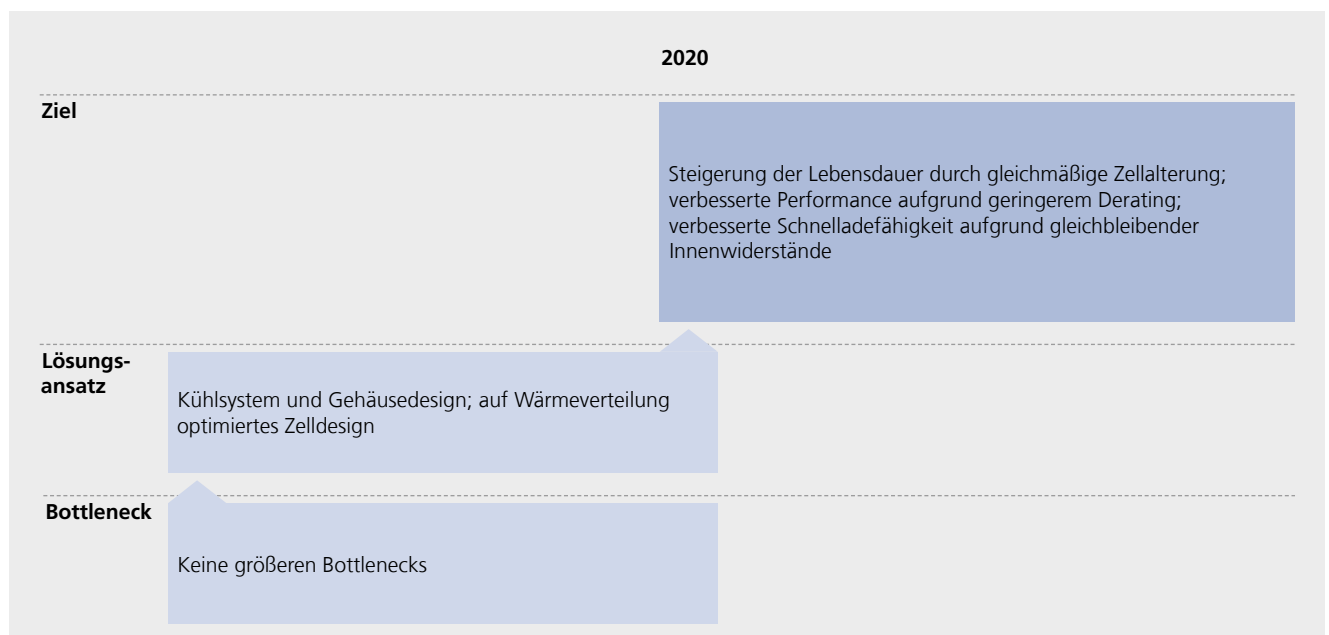 2020
Ziel
Steigerung der Lebensdauer durch gleichmäßige Zellalterung;
verbesserte Performance aufgrund geringerem Derating;
verbesserte Schnelladefähigkeit aufgrund gleichbleibender
Innenwiderstände
Lösungs-
ansatz
Kühlsystem und Gehäusedesign; auf Wärmeverteilung
optimiertes Zelldesign
Bottleneck
Keine größeren Bottlenecks